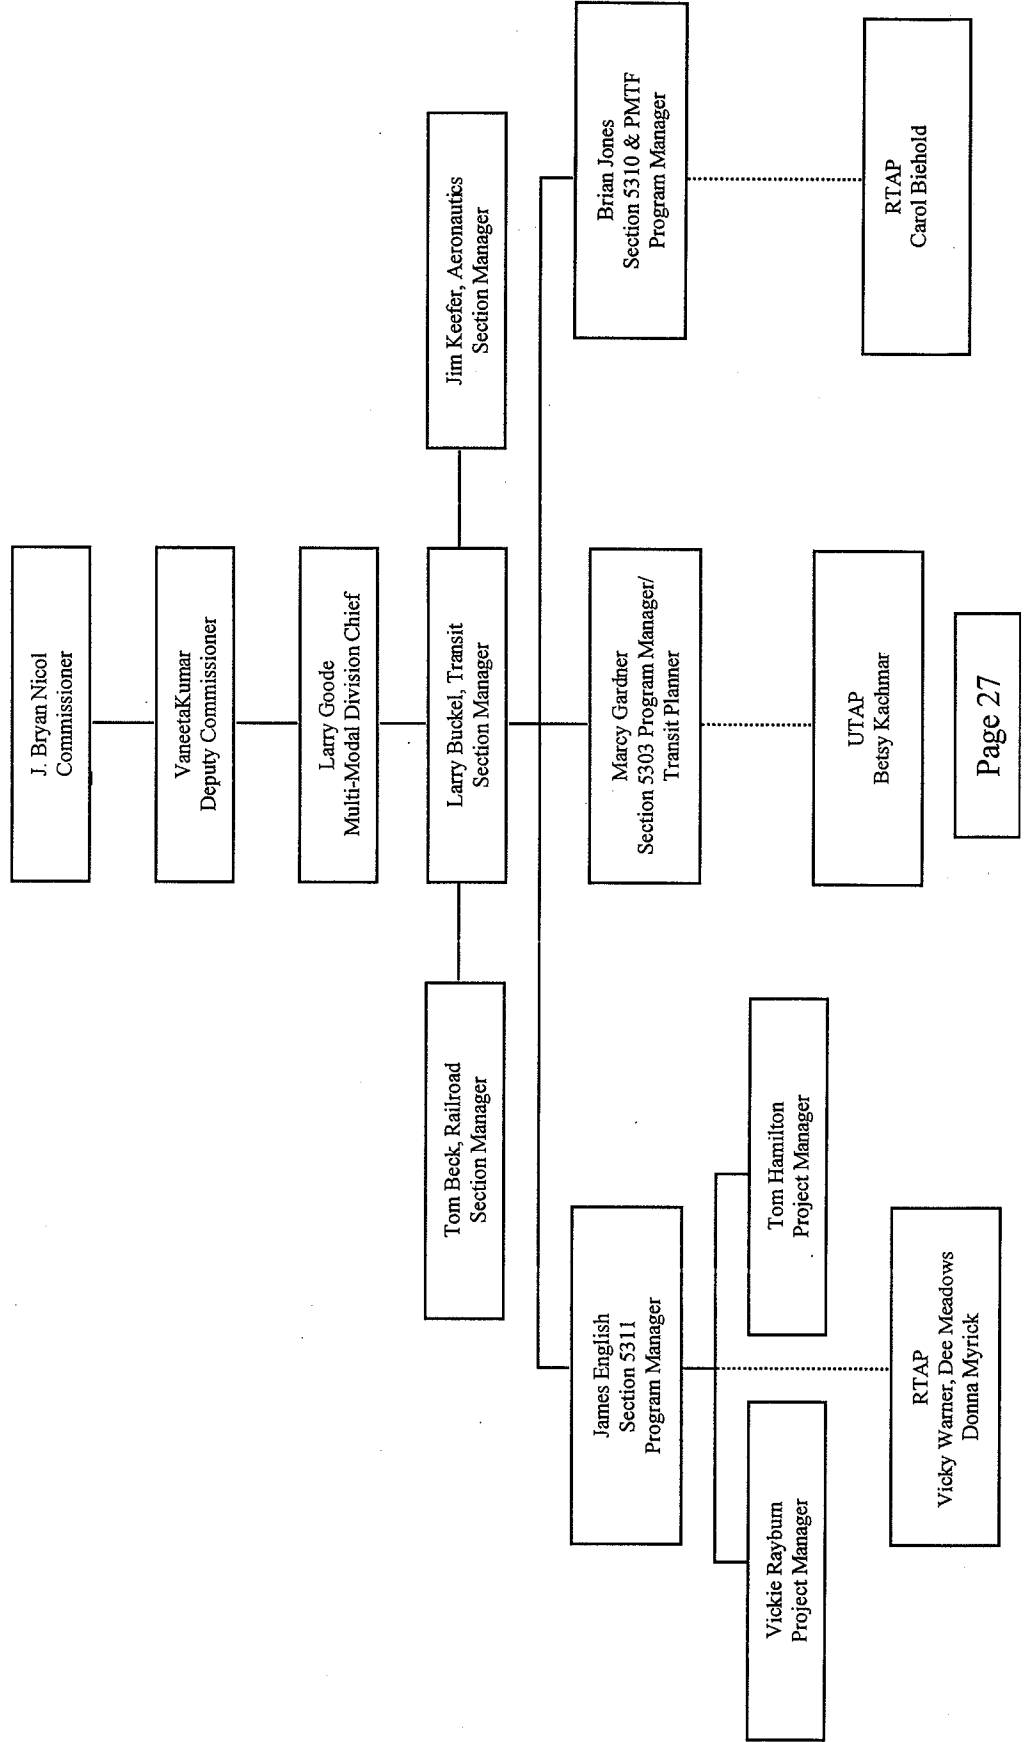 J. Bryan Nicol
Commissioner
VaneetaKumar
Deputy Commissioner
Larry Goode
Multi-Modal Division Chief
Tom Beck, Railroad
Section Manager
Larry Buckel, Transit
Section Manager
Jim Keefer, Aeronautics
Section Manager
James English
Section 5311
Program Manager
Marcy Gardner
Section 5303 Program Manager/
Transit Planner
Brian Jones
Section 5310 & PMTF
Program Manager
Vickie Rayburn
Project Manager
Tom Hamilton
Project Manager
RTAP
Vicky Warner, Dee Meadows
Donna Myrick
UTAP
Betsy Kachmar
RTAP
Carol Biehold
Page 27